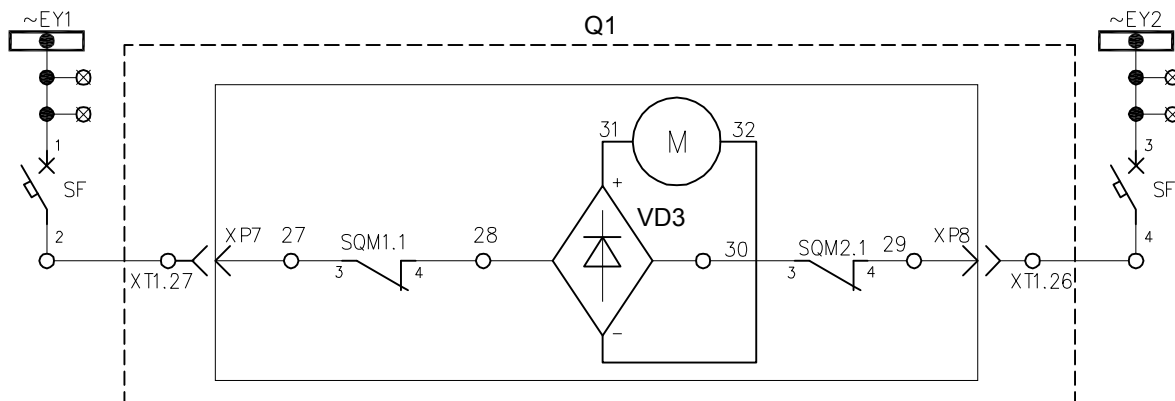 ~EY1
Q1
~EY2
1
SF
2
XT1.27
XP7
27
SQM1.1
3
4
28
31
M
32
+
VD3
−
30
SQM2.1
3
4
29
XP8
XT1.26
3
SF
4